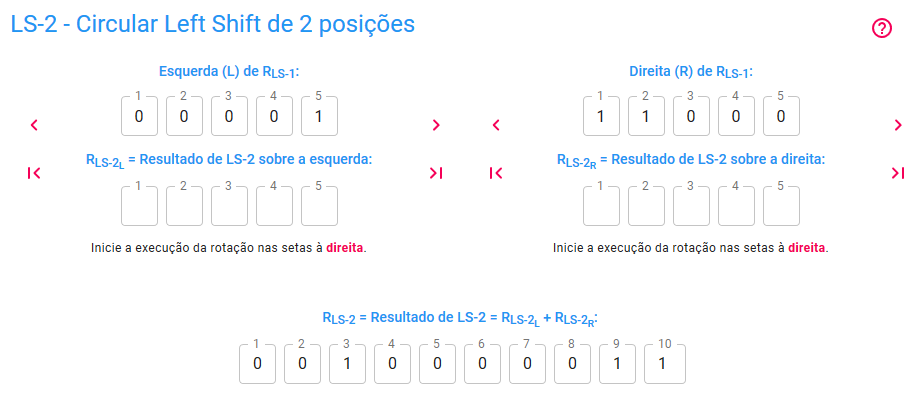 LS-2 - Circular Left Shift de 2 posições
Esquerda (L) de RLS-1:
1 2 3 4 5
0 0 0 0 1
RLS-2L = Resultado de LS-2 sobre a esquerda:
1 2 3 4 5
Inicie a execução da rotação nas setas à direita.
Direita (R) de RLS-1:
1 2 3 4 5
1 1 0 0 0
RLS-2R = Resultado de LS-2 sobre a direita:
1 2 3 4 5
Inicie a execução da rotação nas setas à direita.
RLS-2 = Resultado de LS-2 = RLS-2L + RLS-2R:
1 2 3 4 5 6 7 8 9 10
0 0 1 0 0 0 0 0 1 1